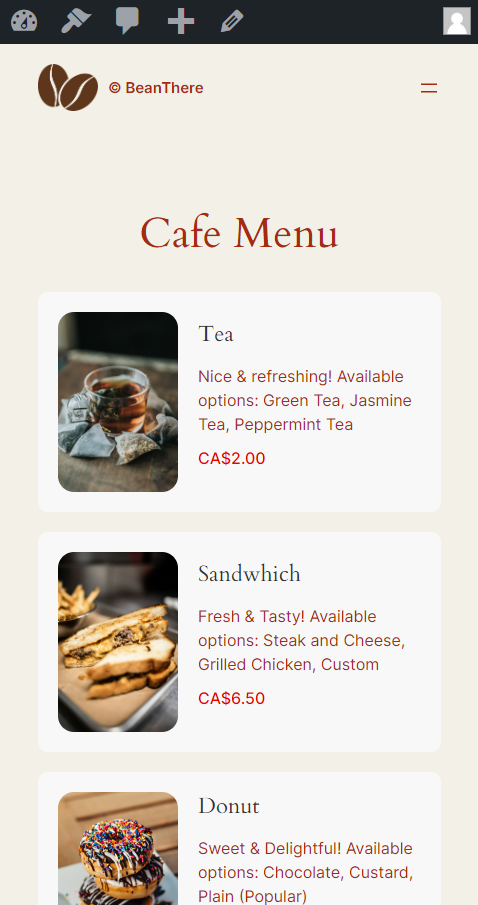 © BeanThere
Cafe Menu
Tea
Nice & refreshing! Available
options: Green Tea, Jasmine
Tea, Peppermint Tea
CA$2.00
Sandwhich
Fresh & Tasty! Available
options: Steak and Cheese,
Grilled Chicken, Custom
CA$6.50
Donut
Sweet & Delightful! Available
options: Chocolate, Custard,
Plain (Popular)